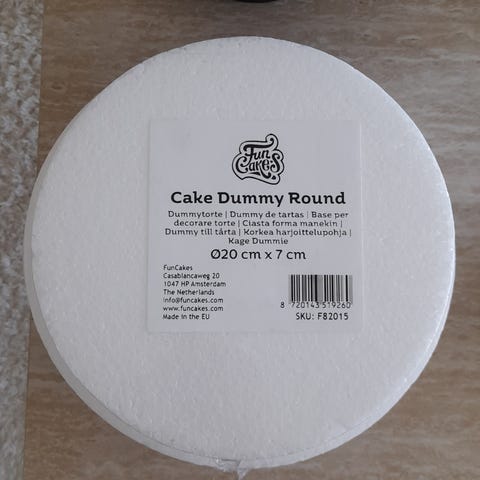 Fun
Cakes
Cake Dummy Round
Dummytorte | Dummy de tartas | Base per
decorare torte | Ciasta forma manekin |
Dummy till tårta | Korkea harjoittelupohja |
Kage Dummie
Ø20 cm x 7 cm
FunCakes
Casablancaweg 20
1047 HP Amsterdam
The Netherlands
info@funcakes.com
www.funcakes.com
Made in the EU
8 720143 519260
SKU: F82015